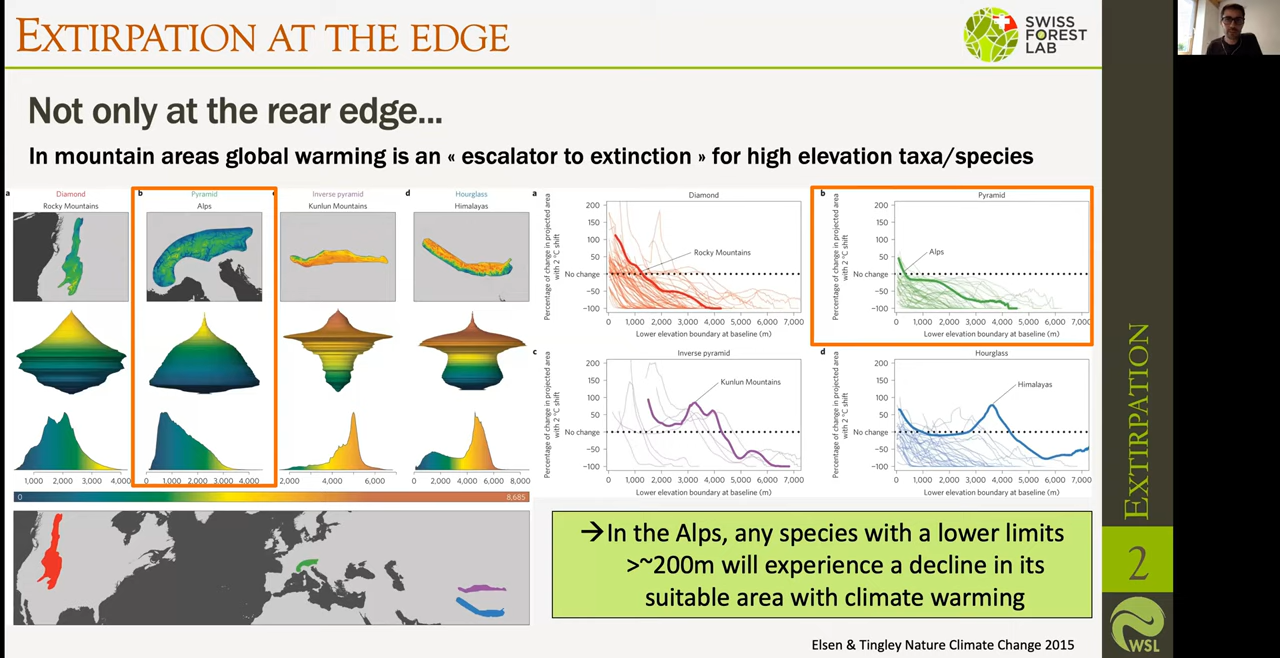 EXTIRPATION AT THE EDGE
SWISS
FOREST
LAB
Not only at the rear edge...
In mountain areas global warming is an « escalator to extinction » for high elevation taxa/species
a
Diamond
Rocky Mountains
b
Pyramid
Alps
c
Inverse pyramid
Kunlun Mountains
d
Hourglass
Himalayas
1,000 2,000 3,000 4,000
0 1,000 2,000 3,000 4,000
2,000 4,000 6,000
0 2,000 4,000 6,000 8,000
0 8,685
a
Diamond
Percentage of change in projected area
with 2 °C shift
200
150
100
50
No change
−50
−100
Rocky Mountains
0 1,000 2,000 3,000 4,000 5,000 6,000 7,000
Lower elevation boundary at baseline (m)
b
Pyramid
Percentage of change in projected area
with 2 °C shift
200
150
100
50
No change
−50
−100
Alps
0 1,000 2,000 3,000 4,000 5,000 6,000 7,000
Lower elevation boundary at baseline (m)
c
Inverse pyramid
Percentage of change in projected area
with 2 °C shift
200
150
100
50
No change
−50
−100
Kunlun Mountains
0 1,000 2,000 3,000 4,000 5,000 6,000 7,000
Lower elevation boundary at baseline (m)
d
Hourglass
Percentage of change in projected area
with 2 °C shift
200
150
100
50
No change
−50
−100
Himalayas
0 1,000 2,000 3,000 4,000 5,000 6,000 7,000
Lower elevation boundary at baseline (m)
→In the Alps, any species with a lower limits
>~200m will experience a decline in its
suitable area with climate warming
Elsen & Tingley Nature Climate Change 2015
EXTIRPATION
2
WSL